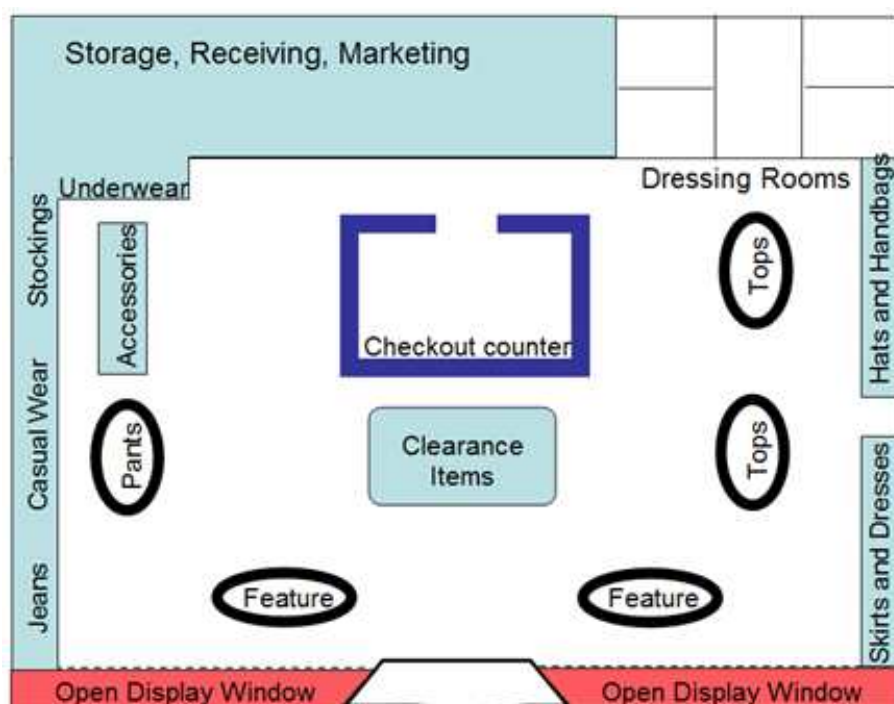 Storage, Receiving, Marketing
Underwear
Dressing Rooms
Stockings
Accessories
Hats and Handbags
Tops
Checkout counter
Casual Wear
Pants
Clearance
Items
Tops
Skirts and Dresses
Jeans
Feature
Feature
Open Display Window
Open Display Window